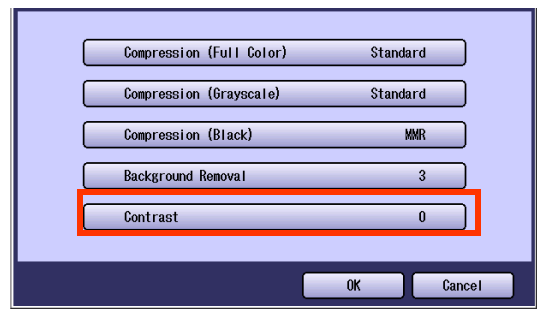 Compression (Full Color) Standard
Compression (Grayscale) Standard
Compression (Black) MMR
Background Removal 3
Contrast 0
OK Cancel